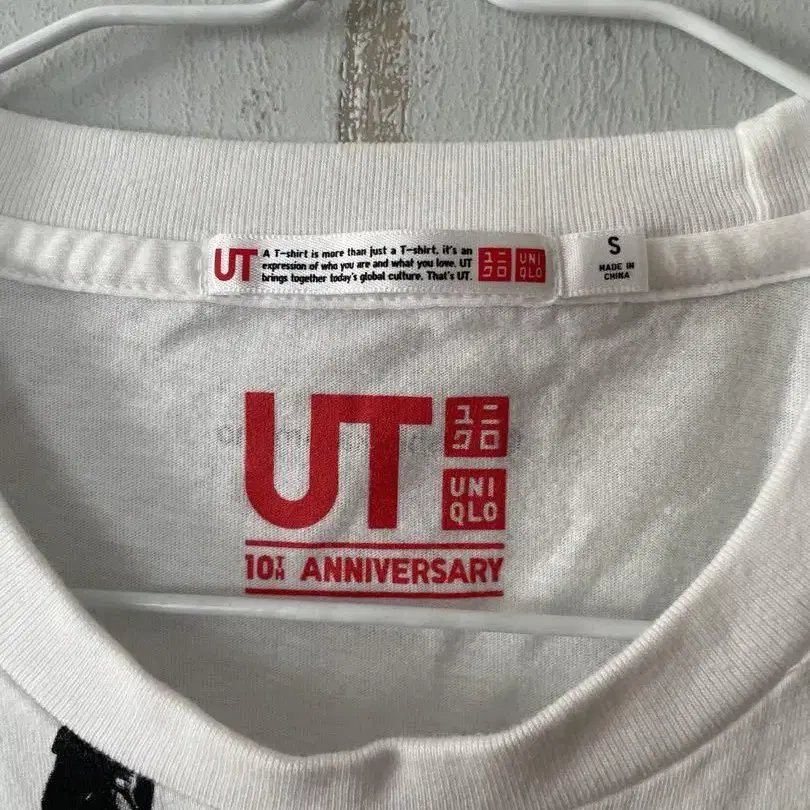 UT
A T-shirt is more than just a T-shirt, it's an
expression of who you are and what you love. UT
brings together today's global culture. That's UT.
ユニ
クロ
UNI
QLO
S
MADE IN
CHINA
UT
ユニ
クロ
UNI
QLO
10TH ANNIVERSARY